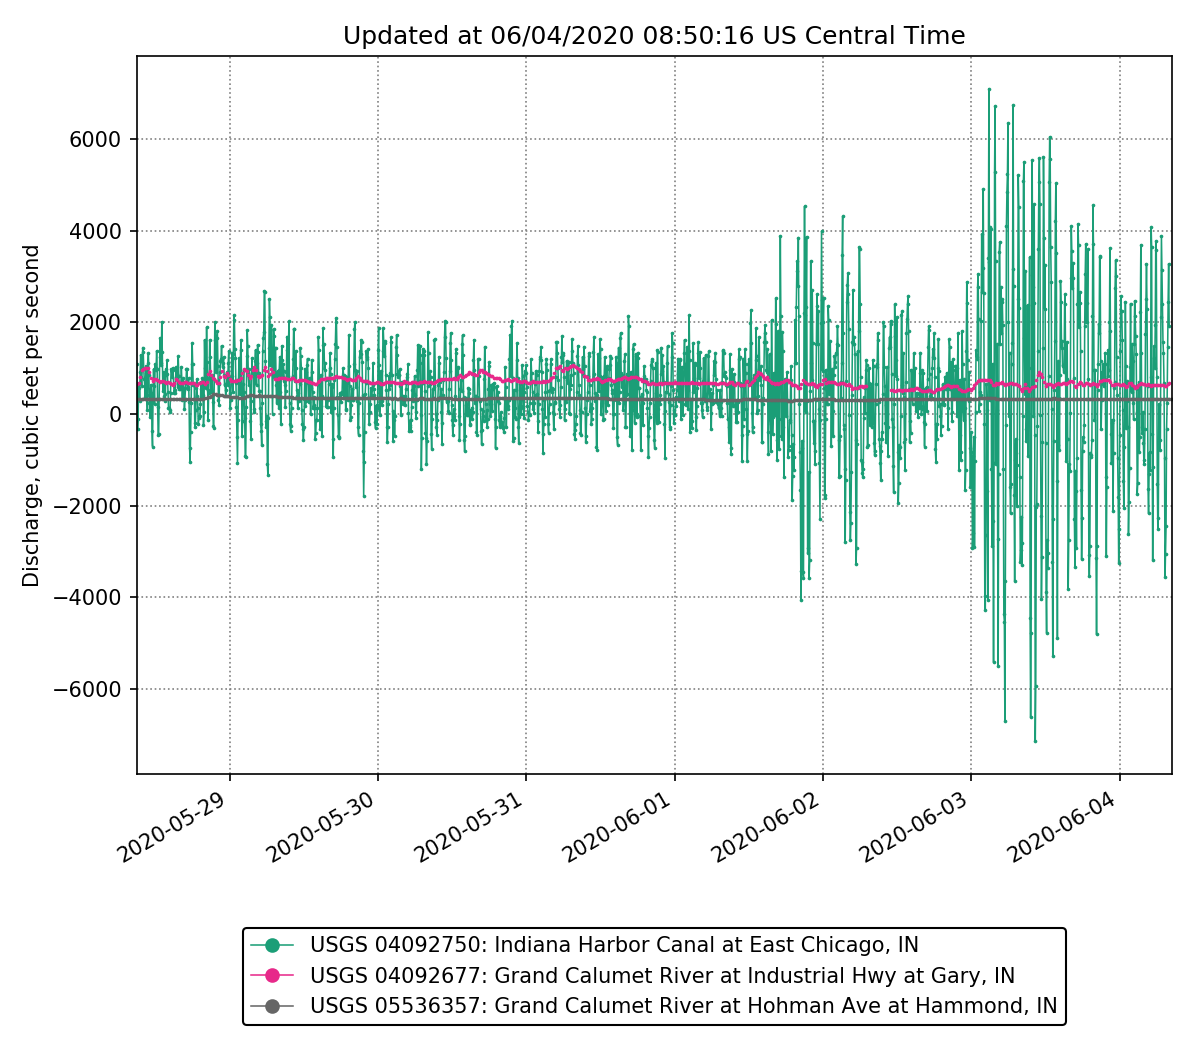 Updated at 06/04/2020 08:50:16 US Central Time
Discharge, cubic feet per second
6000
4000
2000
0
−2000
−4000
−6000
2020-05-29
2020-05-30
2020-05-31
2020-06-01
2020-06-02
2020-06-03
2020-06-04
USGS 04092750: Indiana Harbor Canal at East Chicago, IN
USGS 04092677: Grand Calumet River at Industrial Hwy at Gary, IN
USGS 05536357: Grand Calumet River at Hohman Ave at Hammond, IN